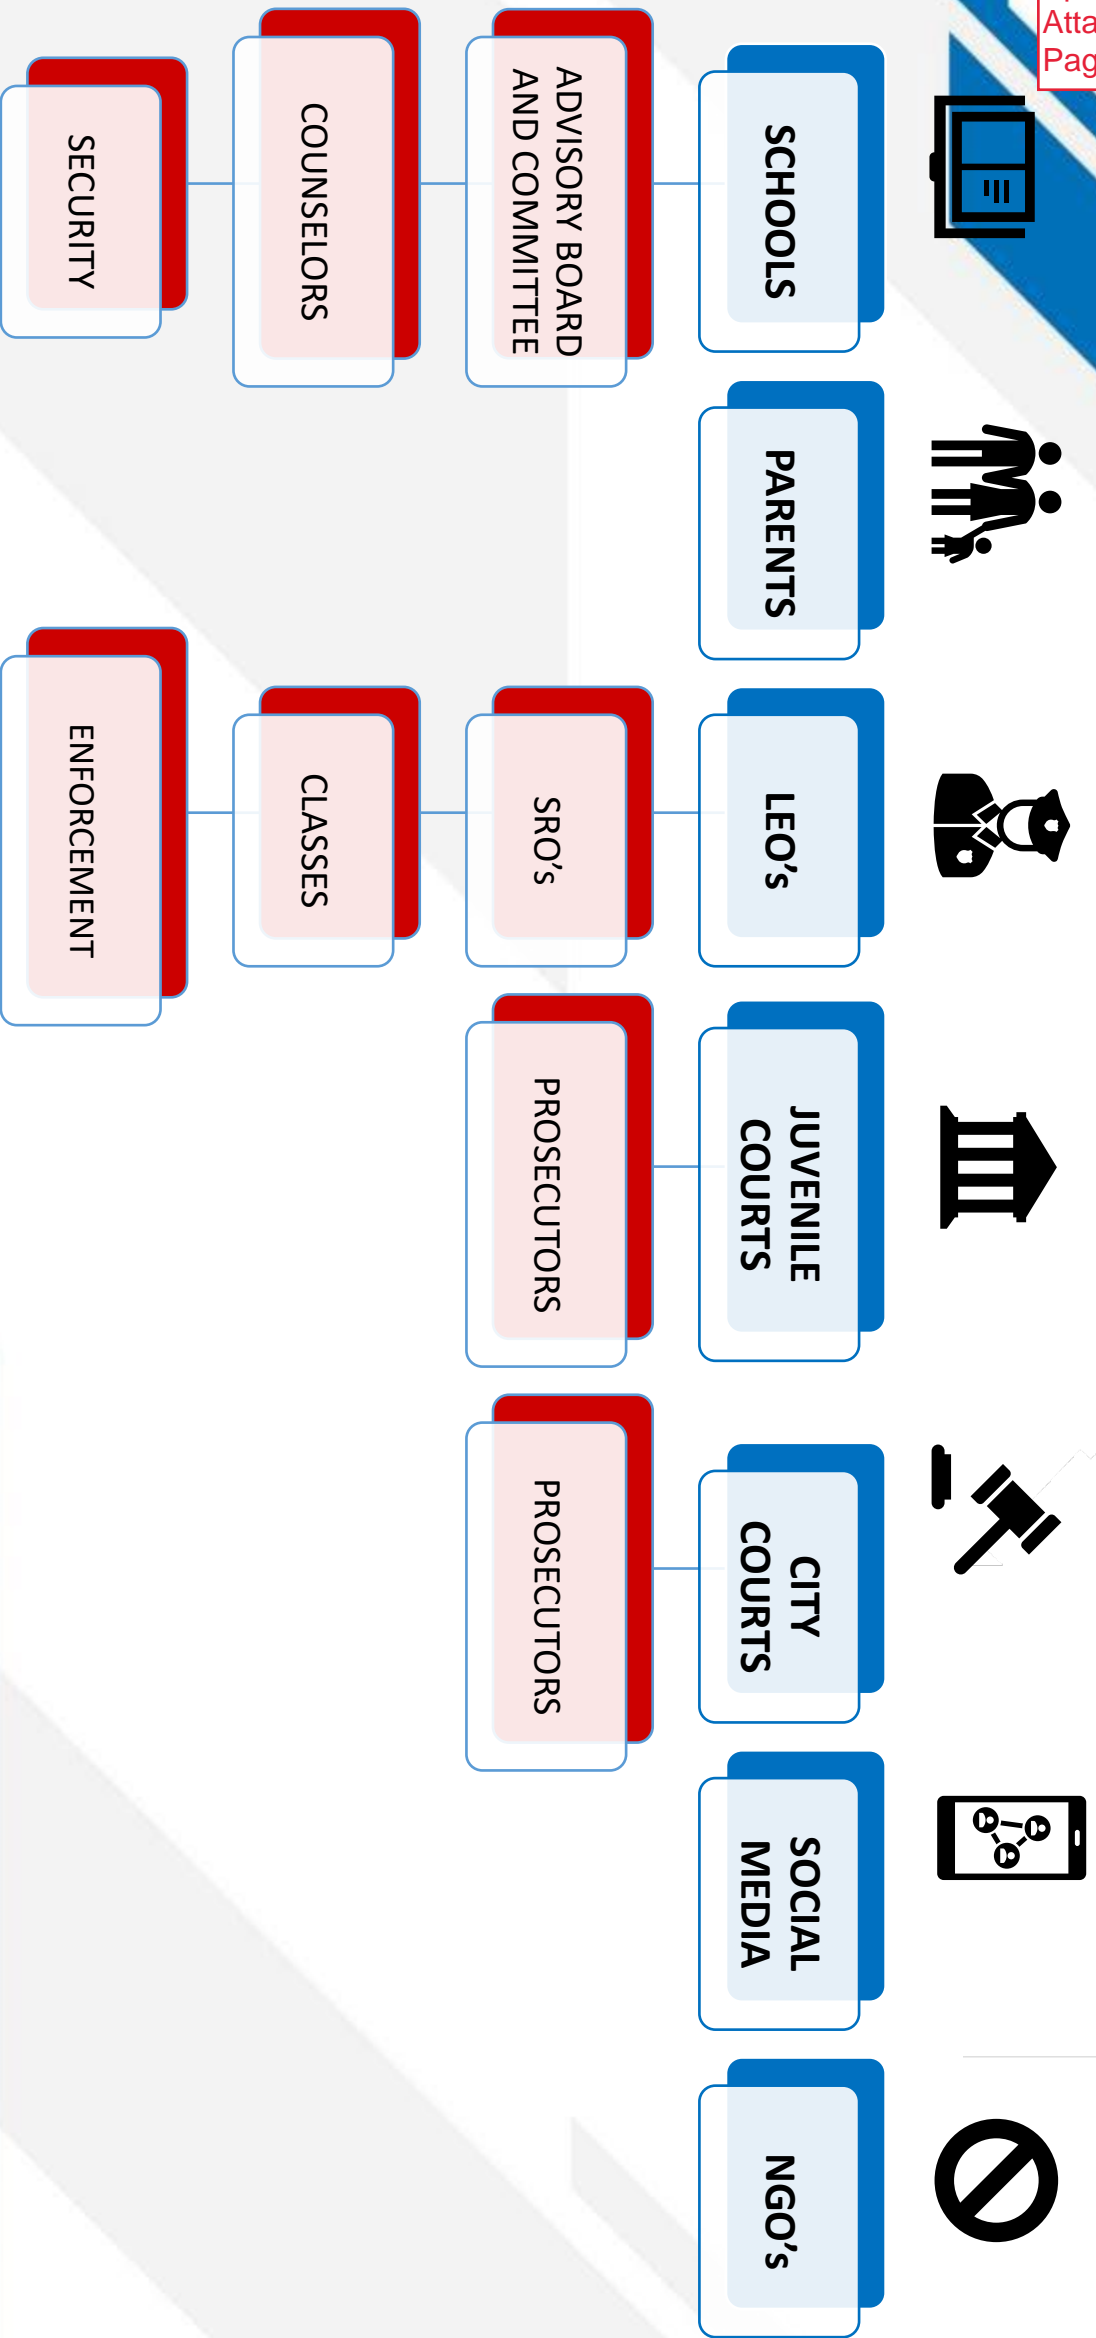 SCHOOLS
ADVISORY BOARD
AND COMMITTEE
COUNSELORS
SECURITY
PARENTS
LEO's
SRO's
CLASSES
ENFORCEMENT
JUVENILE
COURTS
PROSECUTORS
CITY
COURTS
PROSECUTORS
SOCIAL
MEDIA
NGO's